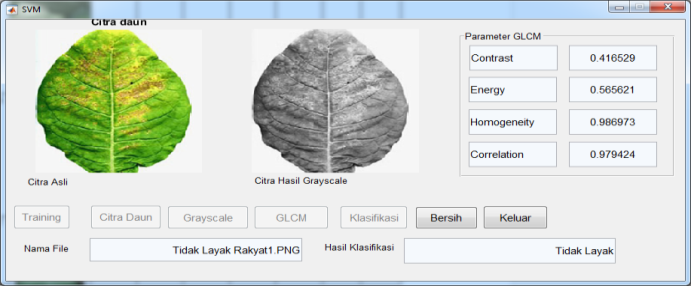 SVM
Citra daun
Citra Asli
Citra Hasil Grayscale
Parameter GLCM
Contrast 0.416529
Energy 0.565621
Homogeneity 0.986973
Correlation 0.979424
Training Citra Daun Grayscale GLCM Klasifikasi Bersih Keluar
Nama File Tidak Layak Rakyat1.PNG Hasil Klasifikasi Tidak Layak